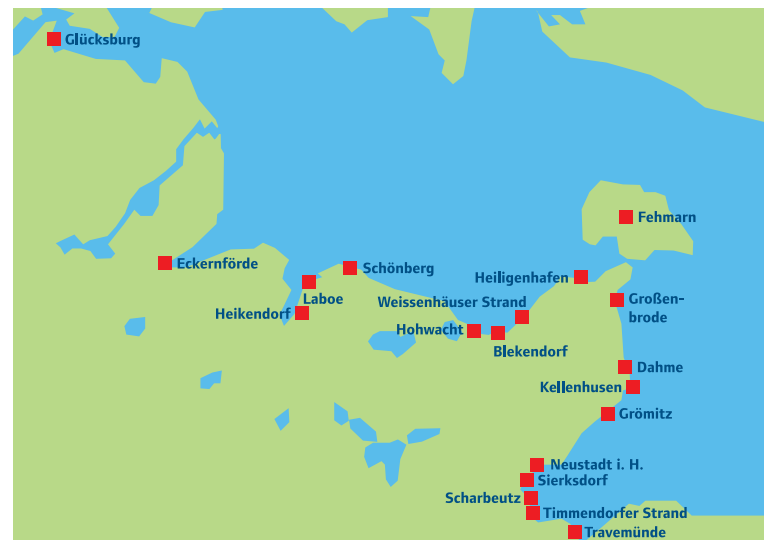 Glücksburg
Fehmarn
Eckernförde
Schönberg
Heiligenhafen
Laboe
Weissenhäuser Strand
Großen-
brode
Heikendorf
Hohwacht
Blekendorf
Dahme
Kellenhusen
Grömitz
Neustadt i. H.
Sierksdorf
Scharbeutz
Timmendorfer Strand
Travemünde